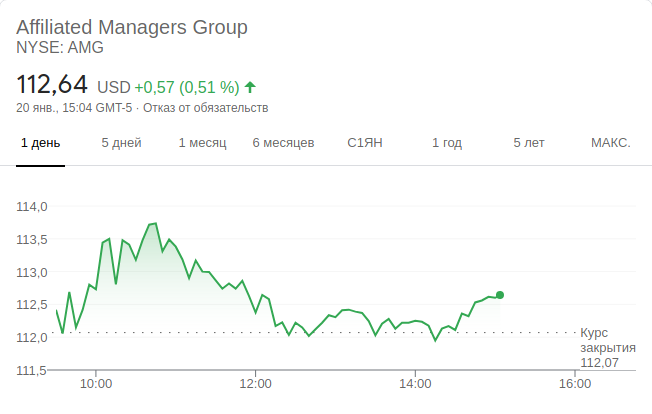 Affiliated Managers Group
NYSE: AMG
112,64 USD +0,57 (0,51 %)
20 янв., 15:04 GMT-5 · Отказ от обязательств
1 день 5 дней 1 месяц 6 месяцев С1ЯН 1 год 5 лет МАКС.
114,0
113,5
113,0
112,5
112,0
111,5
Курс
закрытия
112,07
10:00 12:00 14:00 16:00